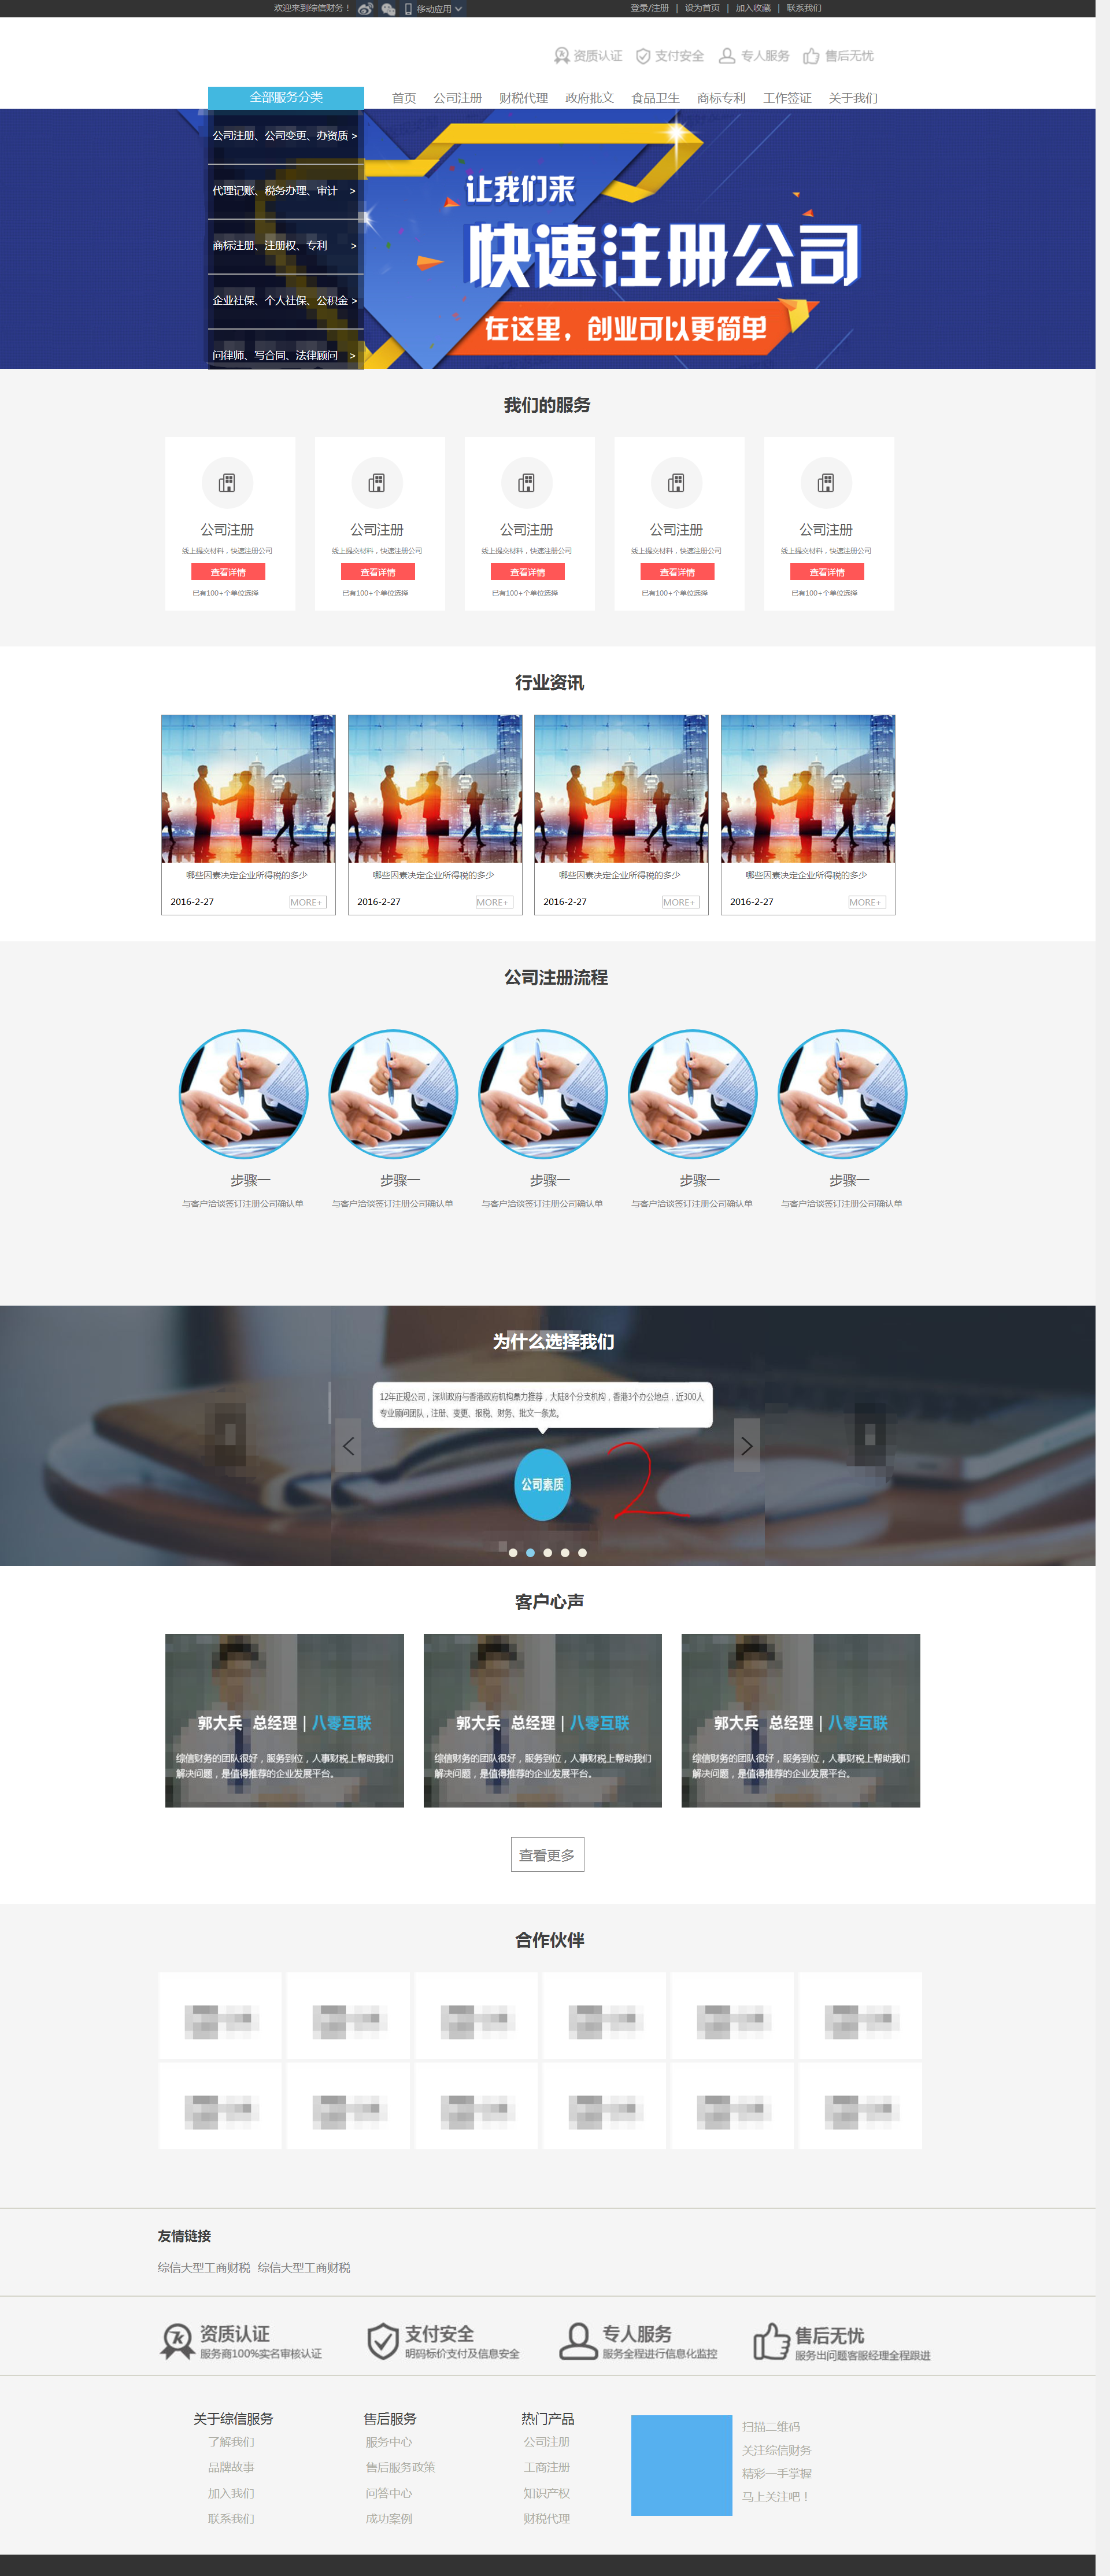 欢迎来到综信财务！ 移动应用 登录/注册 | 设为首页 | 加入收藏 | 联系我们
资质认证 支付安全 专人服务 售后无忧
全部服务分类 首页 公司注册 财税代理 政府批文 食品卫生 商标专利 工作签证 关于我们
公司注册、公司变更、办资质 >
代理记账、税务办理、审计 >
商标注册、注册权、专利 >
企业社保、个人社保、公积金 >
问律师、写合同、法律顾问 >
让我们来
快速注册公司
在这里，创业可以更简单
我们的服务
公司注册 公司注册 公司注册 公司注册 公司注册
线上提交材料，快速注册公司 线上提交材料，快速注册公司 线上提交材料，快速注册公司 线上提交材料，快速注册公司 线上提交材料，快速注册公司
查看详情 查看详情 查看详情 查看详情 查看详情
已有100+个单位选择 已有100+个单位选择 已有100+个单位选择 已有100+个单位选择 已有100+个单位选择
行业资讯
哪些因素决定企业所得税的多少 哪些因素决定企业所得税的多少 哪些因素决定企业所得税的多少 哪些因素决定企业所得税的多少
2016-2-27 MORE+ 2016-2-27 MORE+ 2016-2-27 MORE+ 2016-2-27 MORE+
公司注册流程
步骤一 步骤一 步骤一 步骤一 步骤一
与客户洽谈签订注册公司确认单 与客户洽谈签订注册公司确认单 与客户洽谈签订注册公司确认单 与客户洽谈签订注册公司确认单 与客户洽谈签订注册公司确认单
为什么选择我们
12年正规公司，深圳政府与香港政府机构鼎力推荐，大陆8个分支机构，香港3个办公地点，近300人
专业顾问团队，注册、变更、报税、财务、批文一条龙。
公司素质
2
客户心声
郭大兵 总经理 | 八零互联 郭大兵 总经理 | 八零互联 郭大兵 总经理 | 八零互联
综信财务的团队很好，服务到位，人事财税上帮助我们 综信财务的团队很好，服务到位，人事财税上帮助我们 综信财务的团队很好，服务到位，人事财税上帮助我们
解决问题，是值得推荐的企业发展平台。 解决问题，是值得推荐的企业发展平台。 解决问题，是值得推荐的企业发展平台。
查看更多
合作伙伴
友情链接
综信大型工商财税 综信大型工商财税
资质认证 支付安全 专人服务 售后无忧
服务商100%实名审核认证 明码标价支付及信息安全 服务全程进行信息化监控 服务出问题客服经理全程跟进
关于综信服务 售后服务 热门产品
扫描二维码
了解我们 服务中心 公司注册
关注综信财务
品牌故事 售后服务政策 工商注册
精彩一手掌握
加入我们 问答中心 知识产权
马上关注吧！
联系我们 成功案例 财税代理